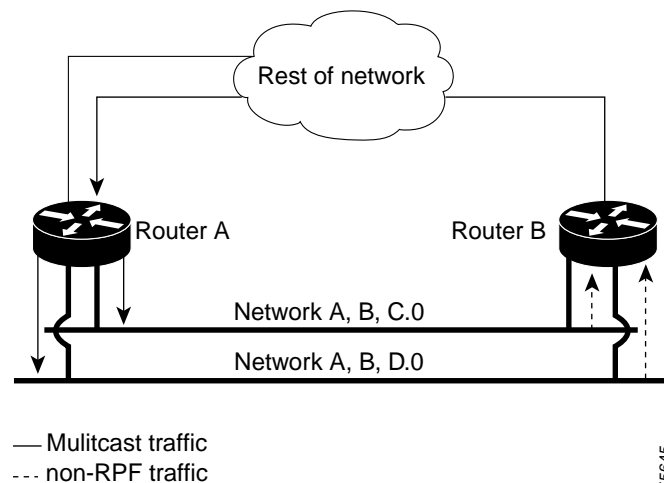 Rest of network
Router A
Router B
Network A, B, C.0
Network A, B, D.0
Mulitcast traffic
non-RPF traffic